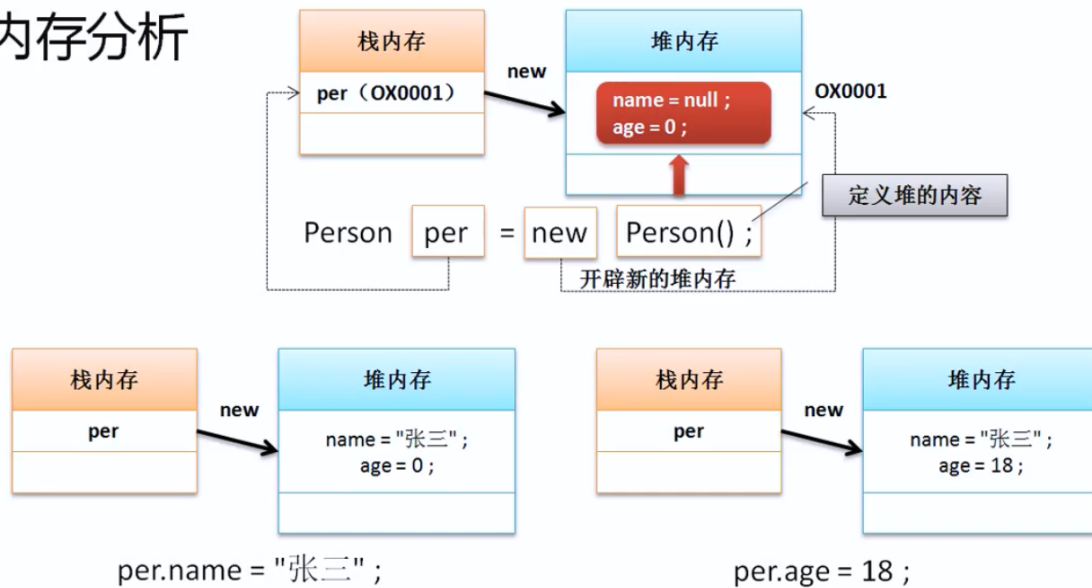 内存分析
栈内存
堆内存
new
per（OX0001）
OX0001
name = null ;
age = 0 ;
定义堆的内容
Person per = new Person() ;
开辟新的堆内存
栈内存
堆内存
new
per
name = "张三" ;
age = 0 ;
per.name = "张三" ;
栈内存
堆内存
new
per
name = "张三" ;
age = 18 ;
per.age = 18 ;